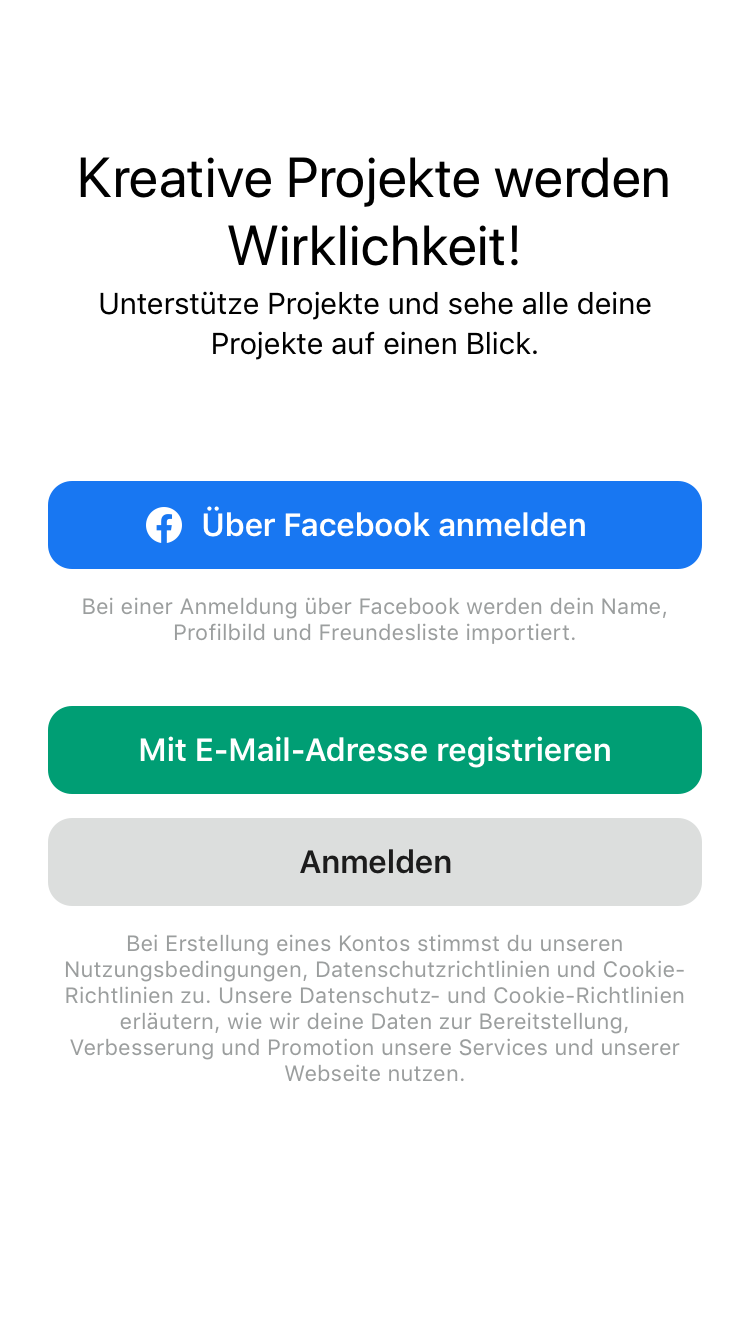 Kreative Projekte werden
Wirklichkeit!
Unterstütze Projekte und sehe alle deine
Projekte auf einen Blick.
Über Facebook anmelden
Bei einer Anmeldung über Facebook werden dein Name,
Profilbild und Freundesliste importiert.
Mit E-Mail-Adresse registrieren
Anmelden
Bei Erstellung eines Kontos stimmst du unseren
Nutzungsbedingungen, Datenschutzrichtlinien und Cookie-
Richtlinien zu. Unsere Datenschutz- und Cookie-Richtlinien
erläutern, wie wir deine Daten zur Bereitstellung,
Verbesserung und Promotion unsere Services und unserer
Webseite nutzen.